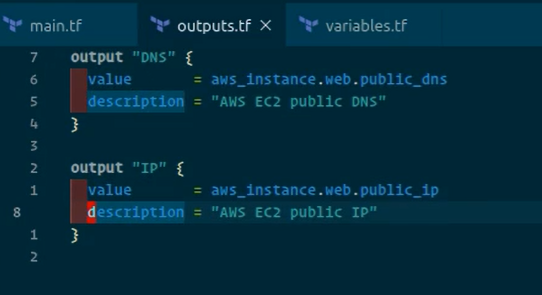 main.tf outputs.tf × variables.tf
7 output "DNS" {
6 value = aws_instance.web.public_dns
5 description = "AWS EC2 public DNS"
4 }
3
2 output "IP" {
1 value = aws_instance.web.public_ip
8 description = "AWS EC2 public IP"
1 }
2